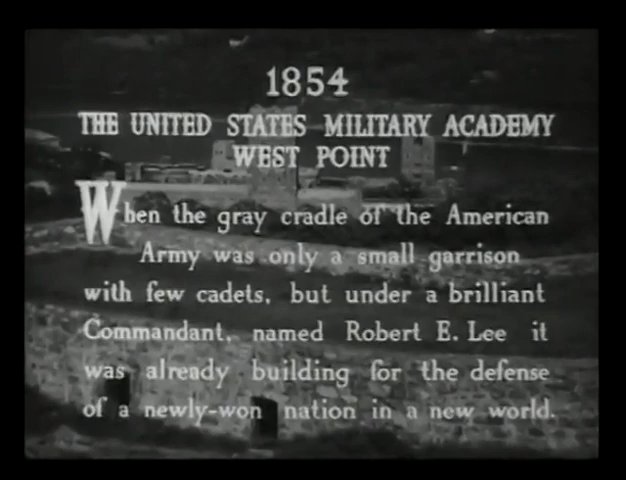 1854
THE UNITED STATES MILITARY ACADEMY
WEST POINT
When the gray cradle of the American
Army was only a small garrison
with few cadets, but under a brilliant
Commandant, named Robert E. Lee it
was already building for the defense
of a newly-won nation in a new world.